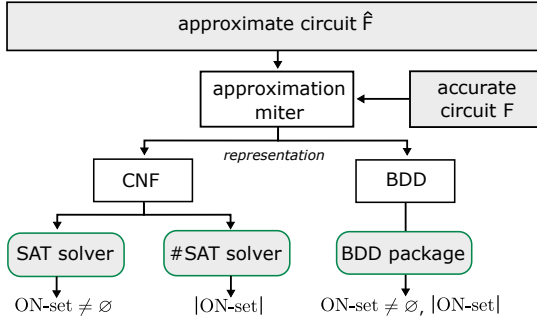 approximate circuit F̂
approximation
miter
accurate
circuit F
representation
CNF
BDD
SAT solver
#SAT solver
BDD package
ON-set ≠ ∅
|ON-set|
ON-set ≠ ∅, |ON-set|